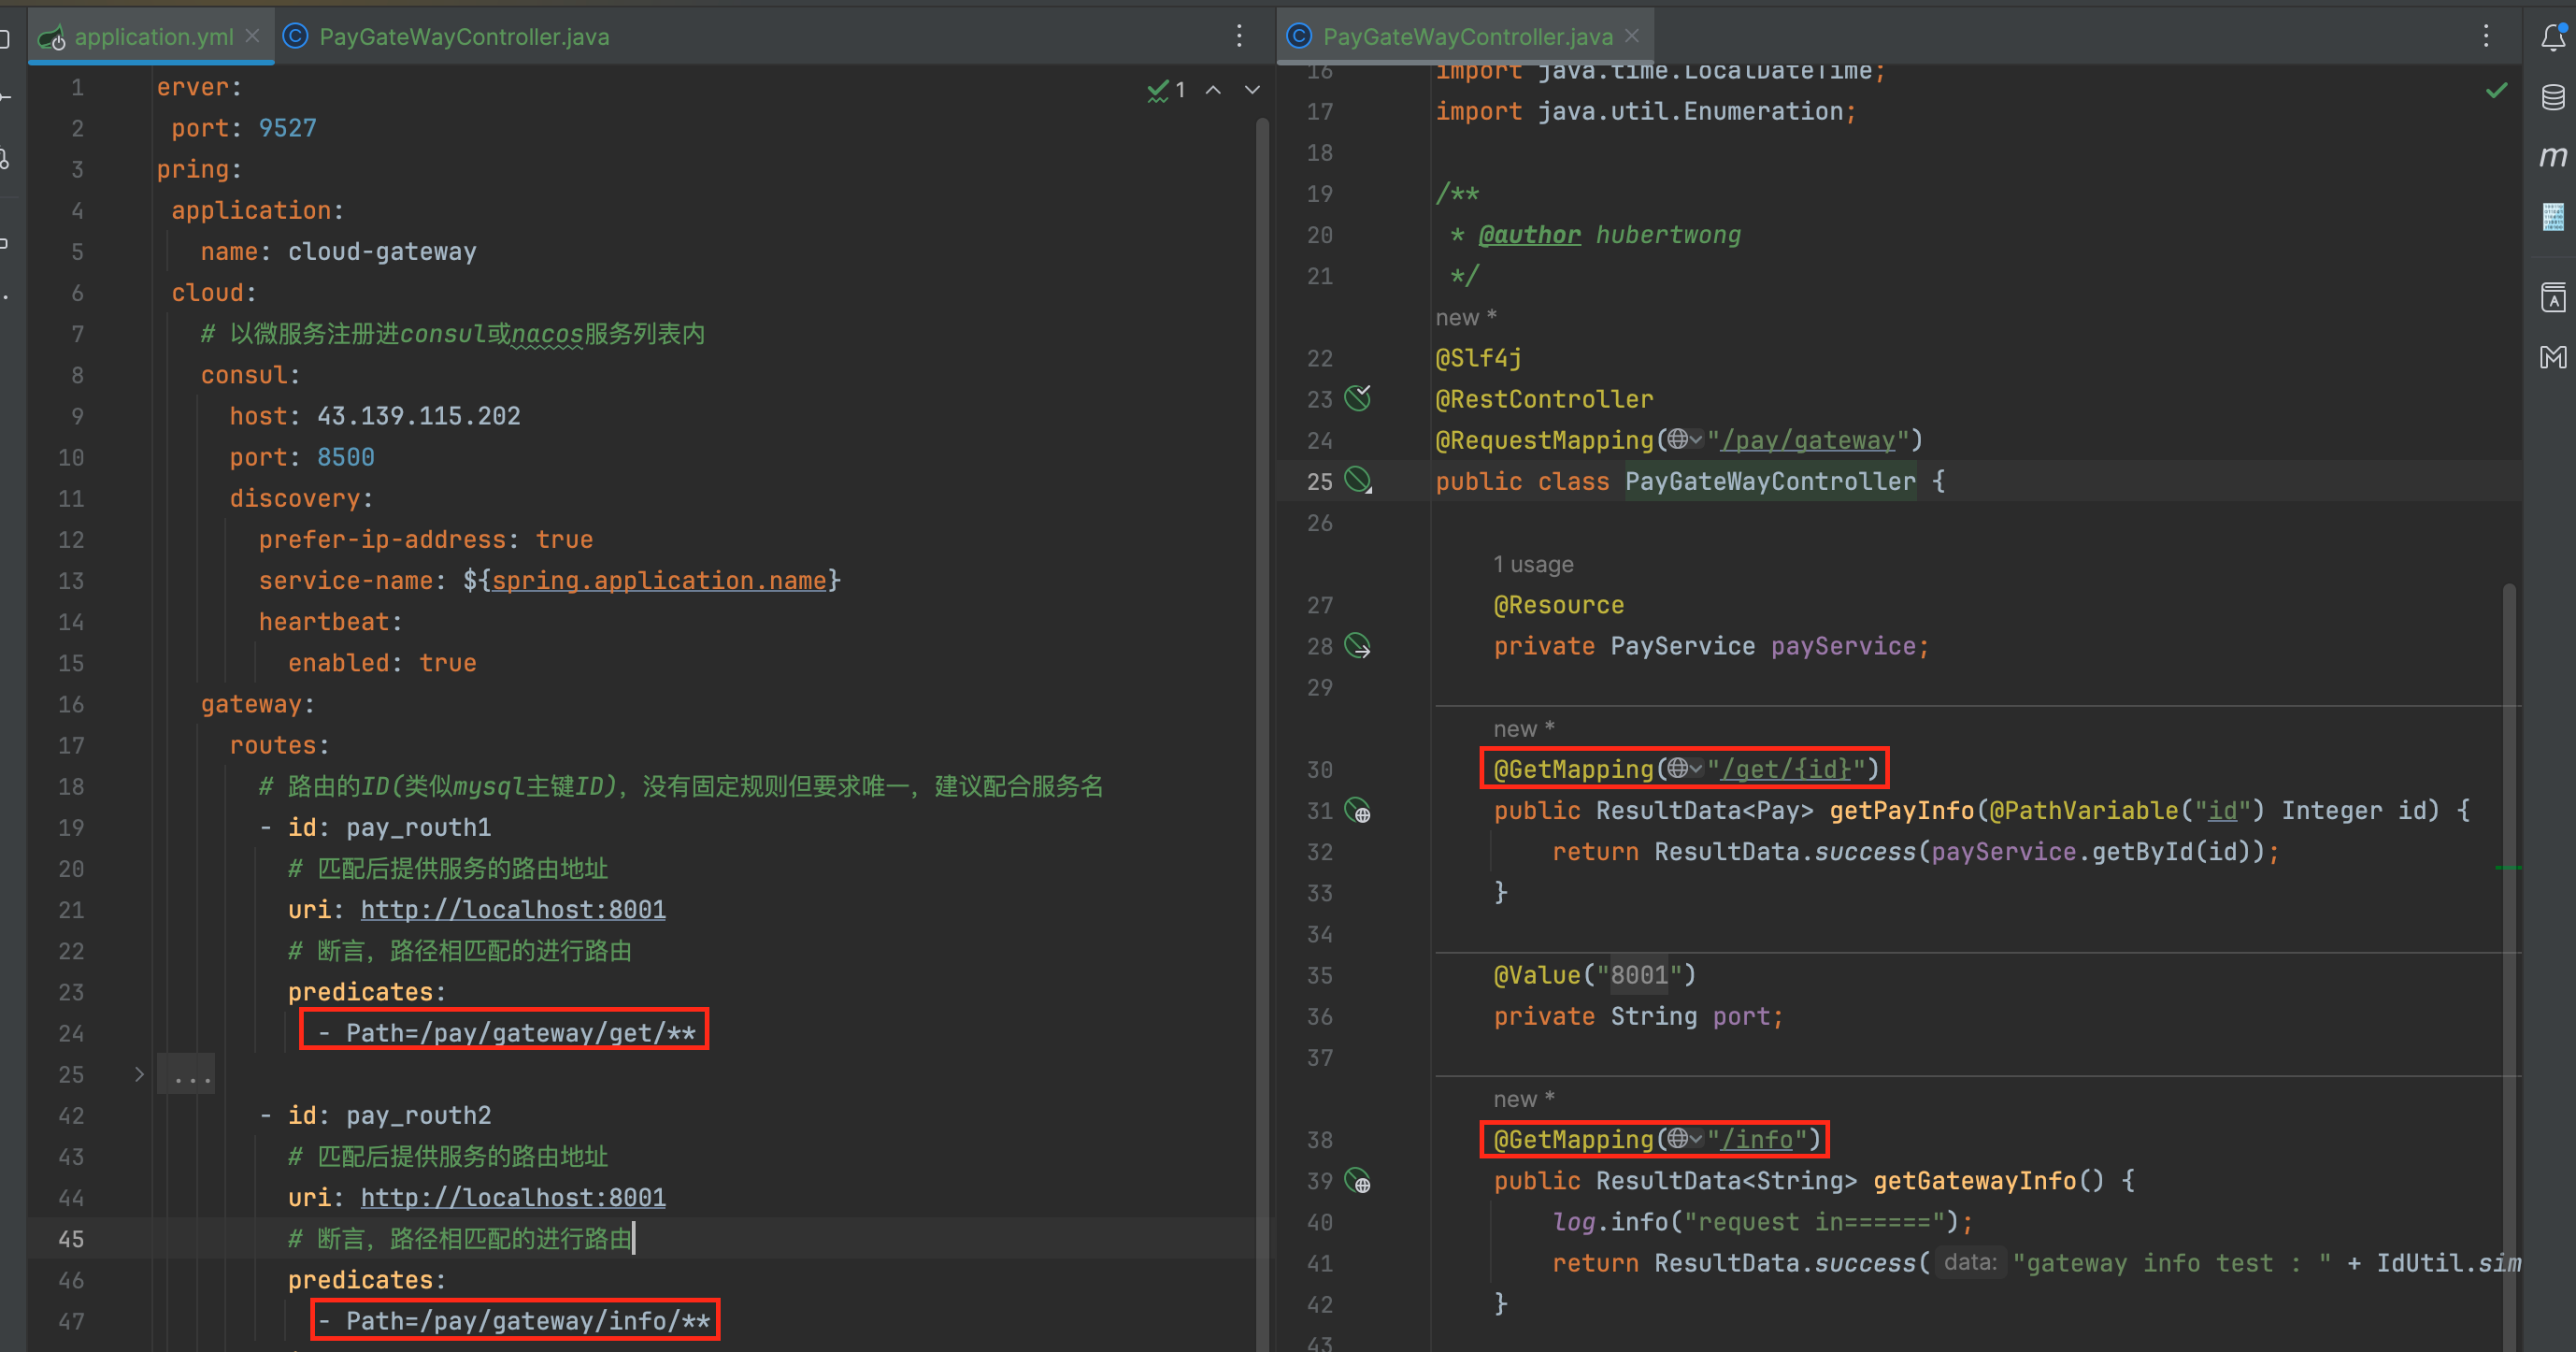 application.yml
PayGateWayController.java
1
1 erver:
2 port: 9527
3 pring:
4 application:
5 name: cloud-gateway
6 cloud:
7 # 以微服务注册进consul或nacos服务列表内
8 consul:
9 host: 43.139.115.202
10 port: 8500
11 discovery:
12 prefer-ip-address: true
13 service-name: ${spring.application.name}
14 heartbeat:
15 enabled: true
16 gateway:
17 routes:
18 # 路由的ID(类似mysql主键ID)，没有固定规则但要求唯一，建议配合服务名
19 - id: pay_routh1
20 # 匹配后提供服务的路由地址
21 uri: http://localhost:8001
22 # 断言，路径相匹配的进行路由
23 predicates:
24 - Path=/pay/gateway/get/**
25 ...
42 - id: pay_routh2
43 # 匹配后提供服务的路由地址
44 uri: http://localhost:8001
45 # 断言，路径相匹配的进行路由
46 predicates:
47 - Path=/pay/gateway/info/**
PayGateWayController.java
16 import java.time.LocalDateTime;
17 import java.util.Enumeration;
18
19 /**
20 * @author hubertwong
21 */
new *
22 @Slf4j
23 @RestController
24 @RequestMapping("/pay/gateway")
25 public class PayGateWayController {
26
1 usage
27 @Resource
28 private PayService payService;
29
new *
30 @GetMapping("/get/{id}")
31 public ResultData<Pay> getPayInfo(@PathVariable("id") Integer id) {
32 return ResultData.success(payService.getById(id));
33 }
34
35 @Value("8001")
36 private String port;
37
new *
38 @GetMapping("/info")
39 public ResultData<String> getGatewayInfo() {
40 log.info("request in======");
41 return ResultData.success( data: "gateway info test : " + IdUtil.sim
42 }
43
m
A